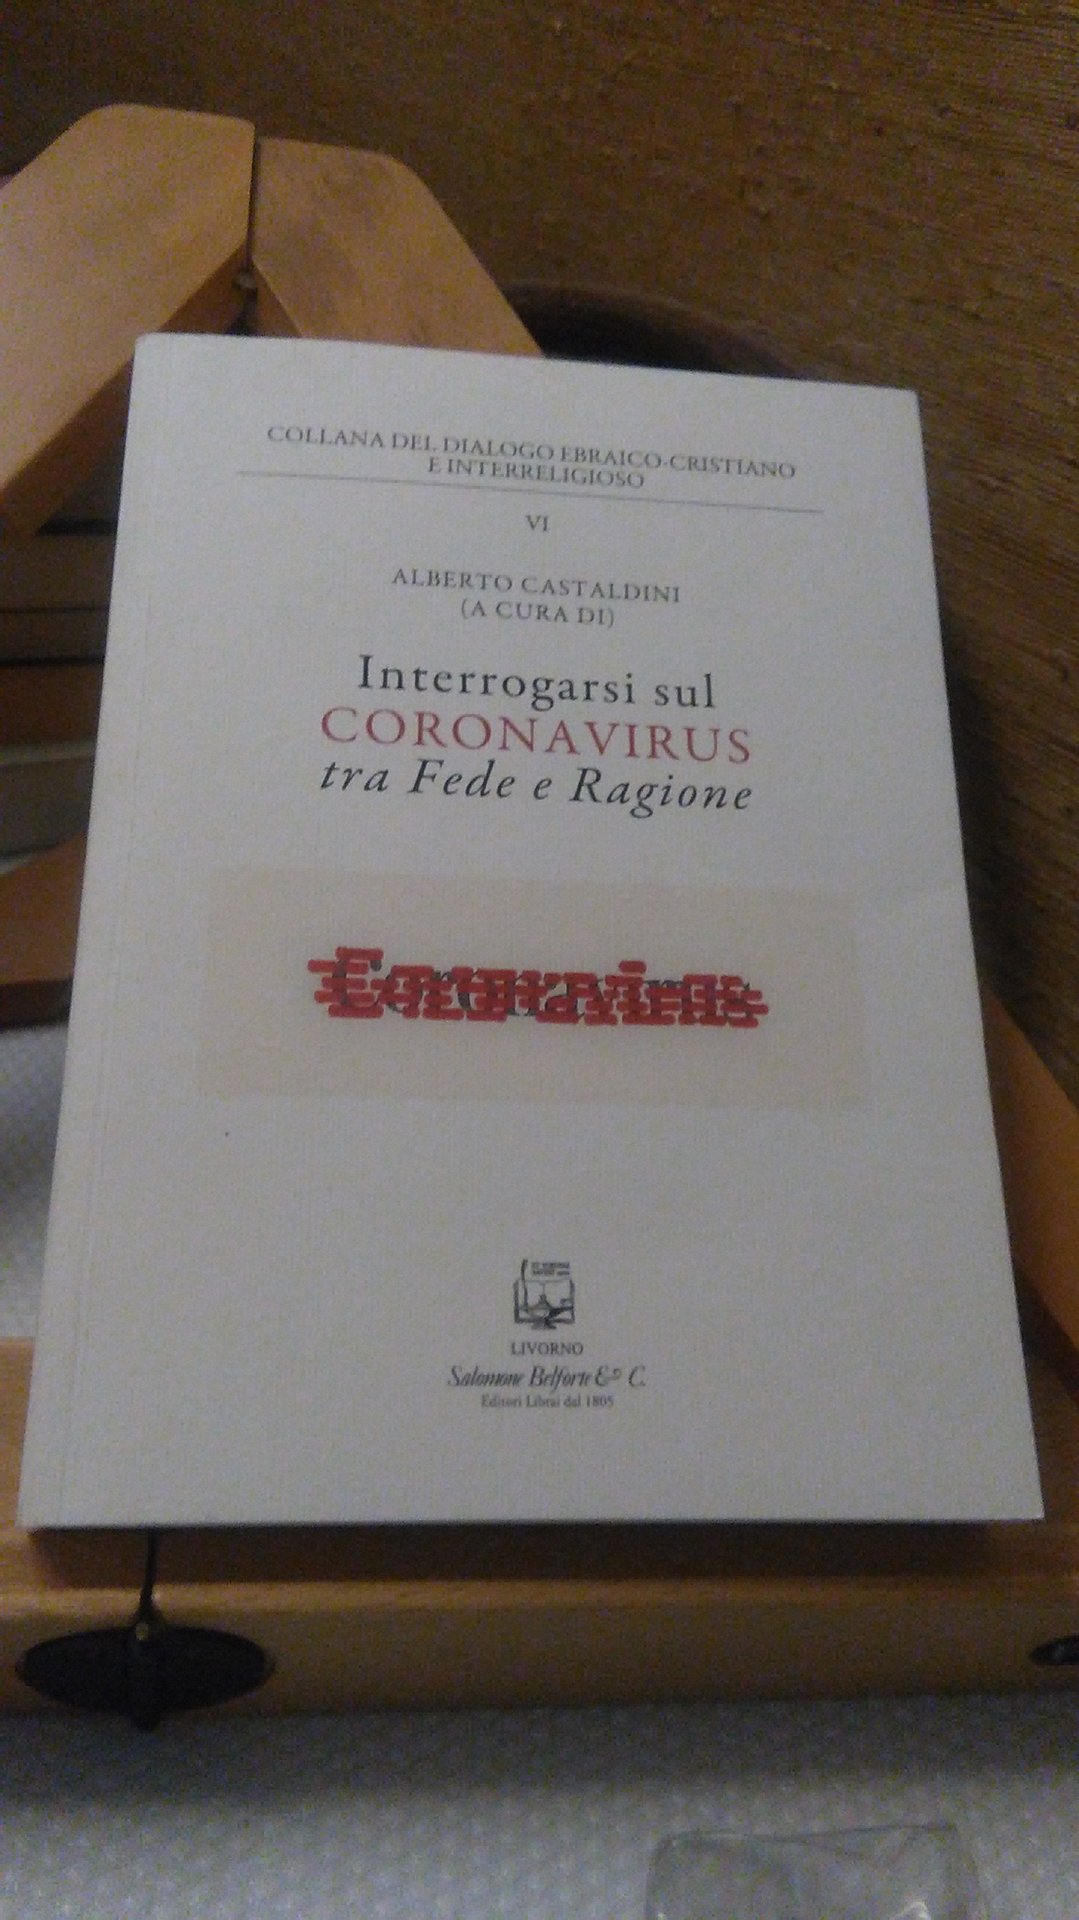 COLLANA DEL DIALOGO EBRAICO-CRISTIANO
E INTERRELIGIOSO
VI
ALBERTO CASTALDINI
(A CURA DI)
Interrogarsi sul
CORONAVIRUS
tra Fede e Ragione
Coronavirus
LIVORNO
Salomone Belforte & C.
Editori Librai dal 1805